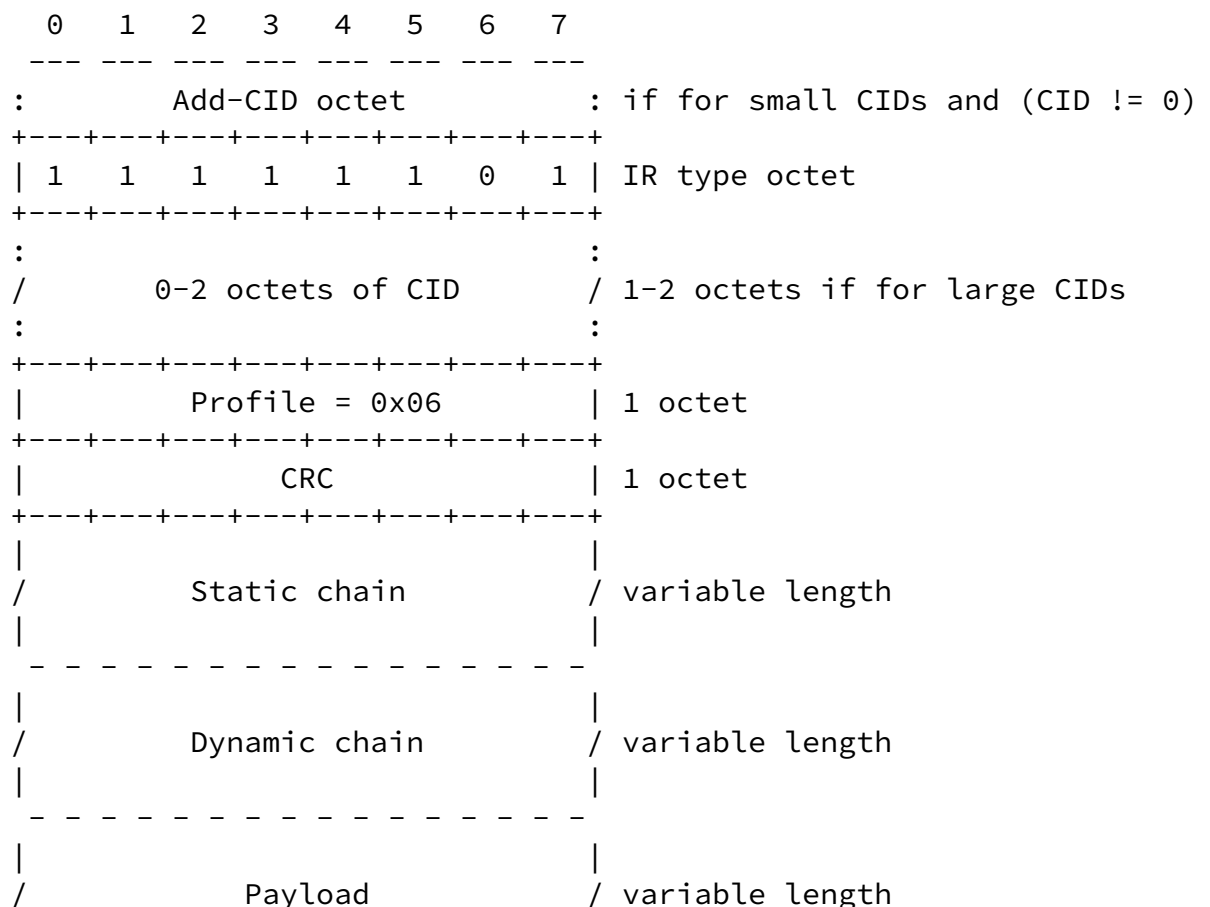 0   1   2   3   4   5   6   7
 --- --- --- --- --- --- --- ---
:        Add-CID octet          : if for small CIDs and (CID != 0)
+---+---+---+---+---+---+---+---+
| 1   1   1   1   1   1   0   1 | IR type octet
+---+---+---+---+---+---+---+---+
:                               :
/       0-2 octets of CID       / 1-2 octets if for large CIDs
:                               :
+---+---+---+---+---+---+---+---+
|         Profile = 0x06        | 1 octet
+---+---+---+---+---+---+---+---+
|              CRC              | 1 octet
+---+---+---+---+---+---+---+---+
|                               |
/         Static chain          / variable length
|                               |
 - - - - - - - - - - - - - - - -
|                               |
/         Dynamic chain         / variable length
|                               |
 - - - - - - - - - - - - - - - -
|                               |
/            Payload            / variable length